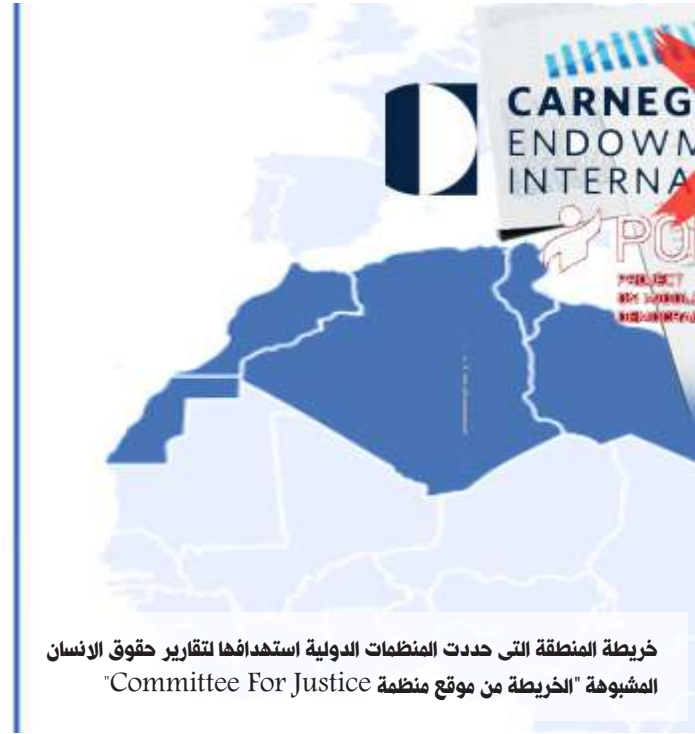 CARNEG
ENDOWM
INTERNA
PROJECT
خريطة المنطقة التى حددت المنظمات الدولية استهدافها لتقارير حقوق الانسان
المشبوهة "الخريطة من موقع منظمة Committee For Justice"